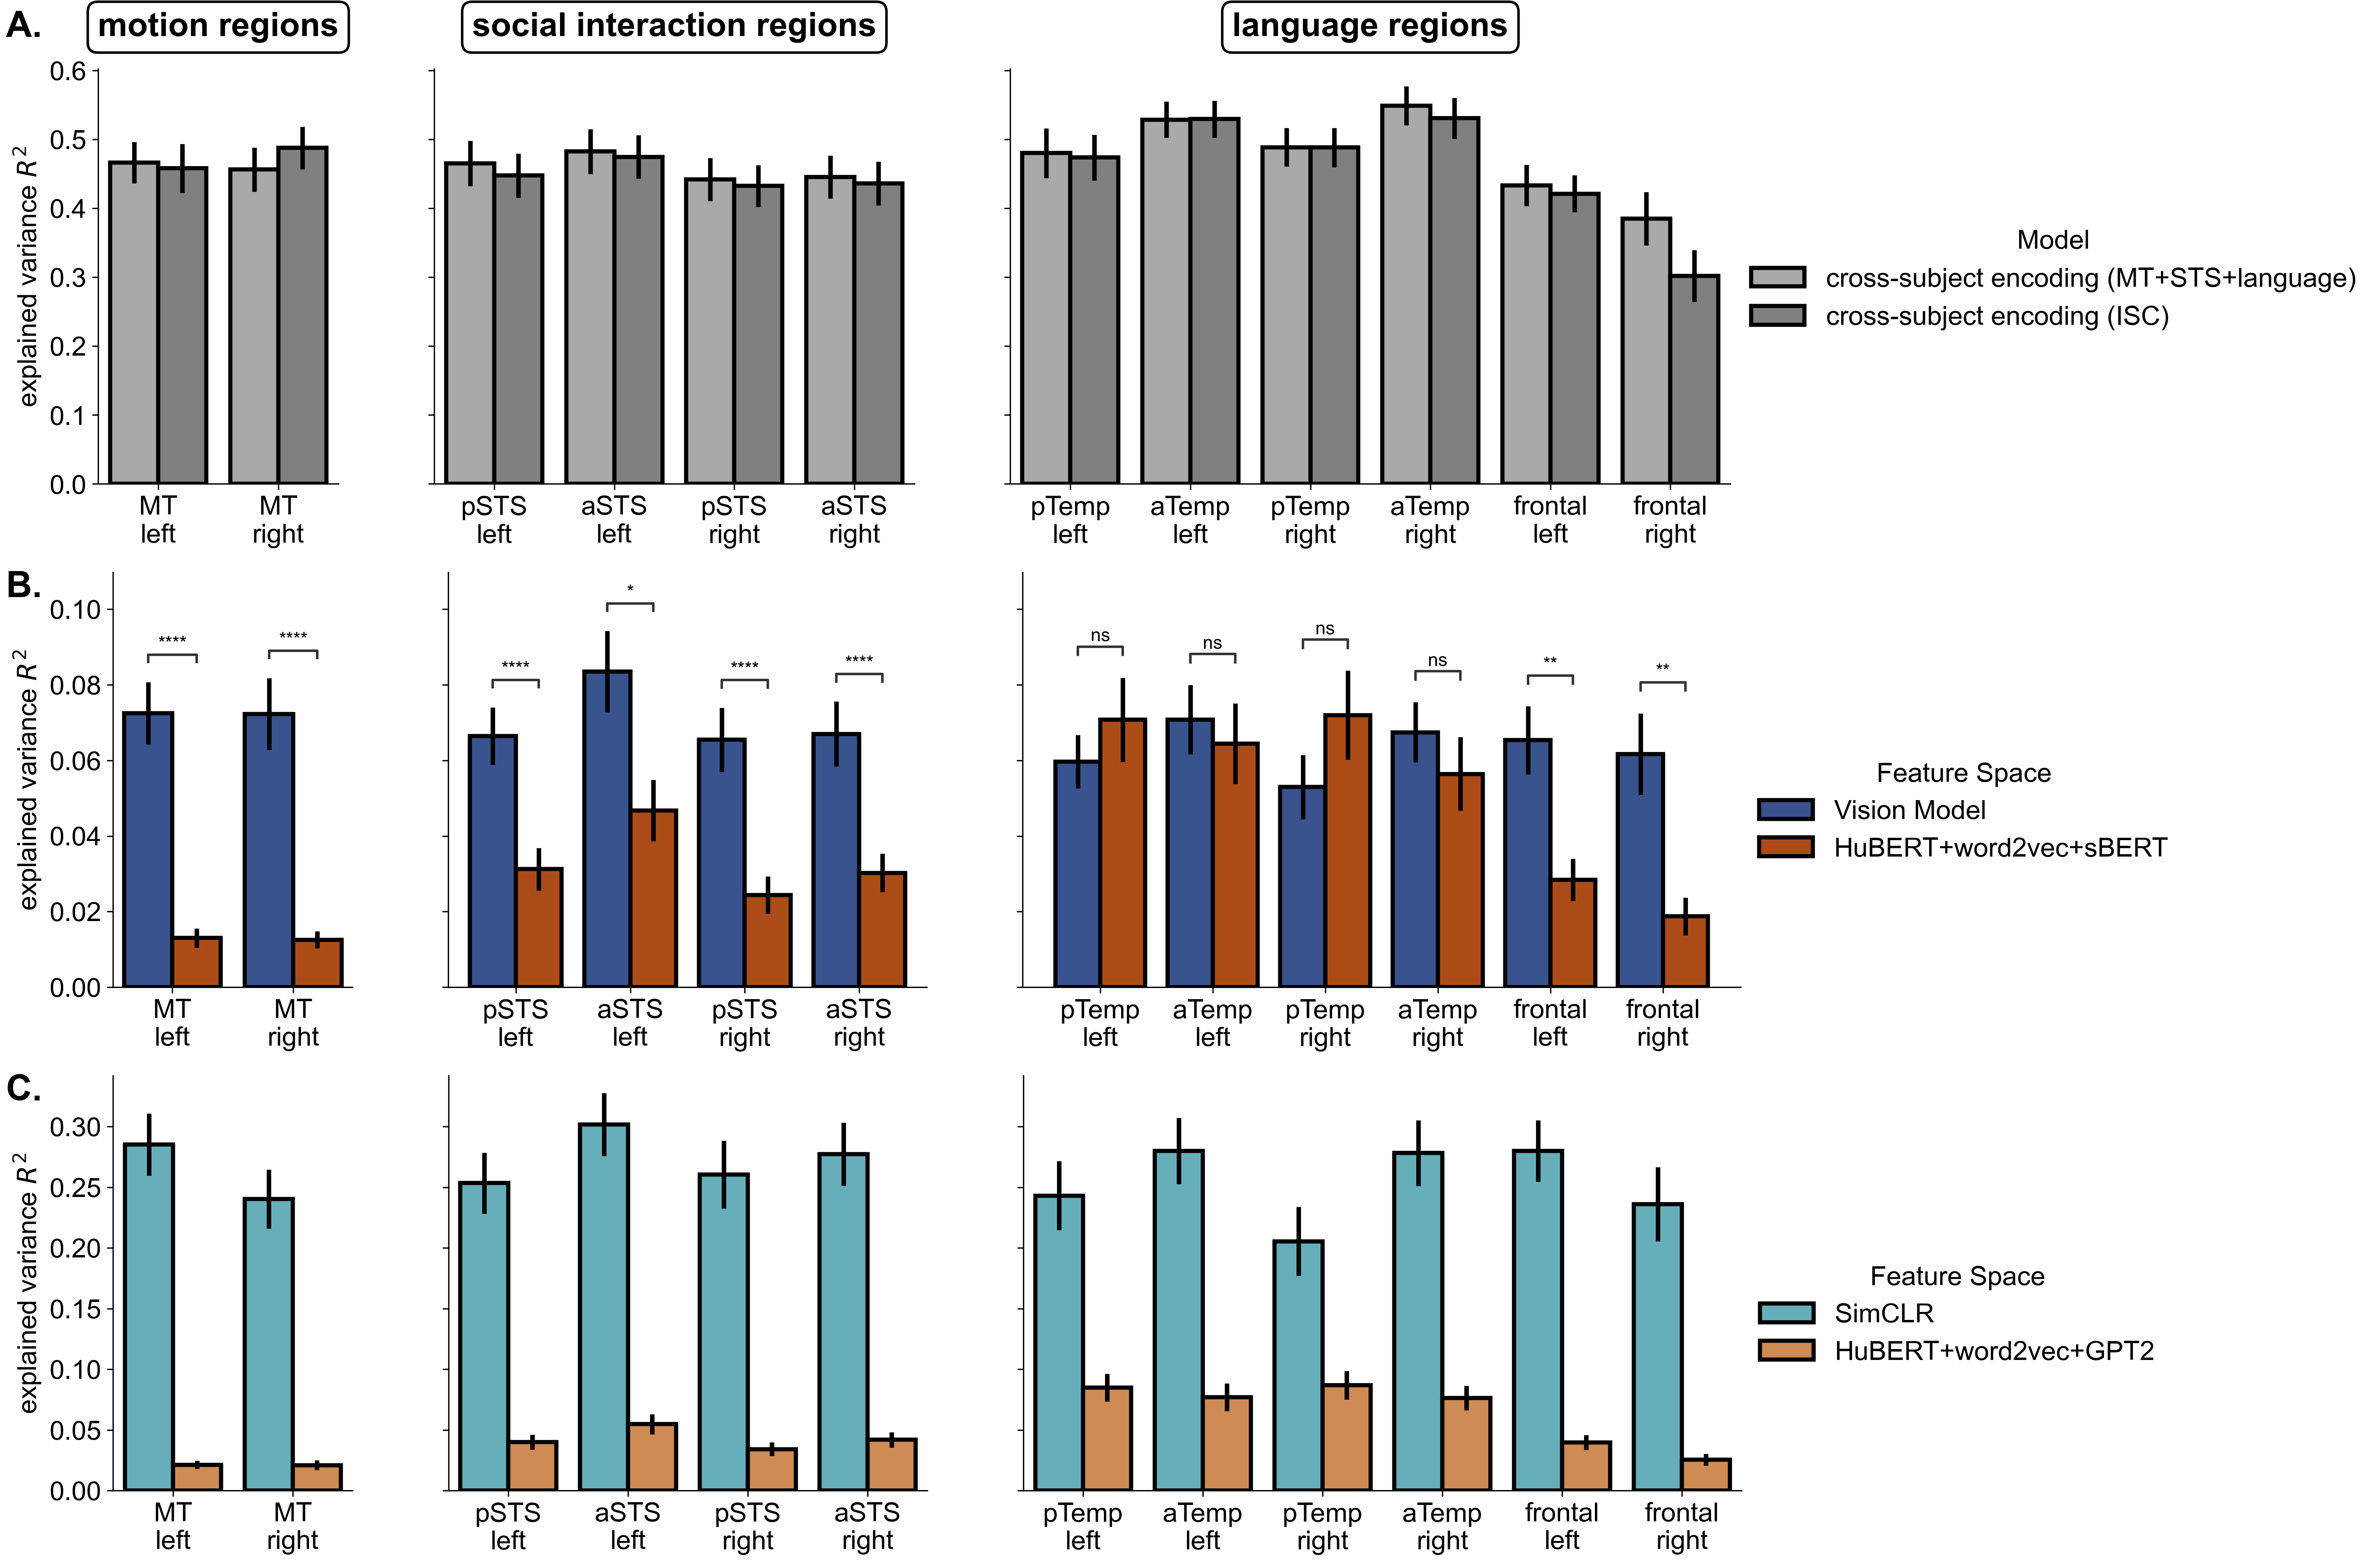 A.
motion regions
social interaction regions
language regions
explained variance R²
0.6
0.5
0.4
0.3
0.2
0.1
0.0
MT left
MT right
pSTS left
aSTS left
pSTS right
aSTS right
pTemp left
aTemp left
pTemp right
aTemp right
frontal left
frontal right
Model
cross-subject encoding (MT+STS+language)
cross-subject encoding (ISC)
B.
explained variance R²
0.10
0.08
0.06
0.04
0.02
0.00
****
****
****
*
****
****
ns
ns
ns
ns
**
**
MT left
MT right
pSTS left
aSTS left
pSTS right
aSTS right
pTemp left
aTemp left
pTemp right
aTemp right
frontal left
frontal right
Feature Space
Vision Model
HuBERT+word2vec+sBERT
C.
explained variance R²
0.30
0.25
0.20
0.15
0.10
0.05
0.00
MT left
MT right
pSTS left
aSTS left
pSTS right
aSTS right
pTemp left
aTemp left
pTemp right
aTemp right
frontal left
frontal right
Feature Space
SimCLR
HuBERT+word2vec+GPT2